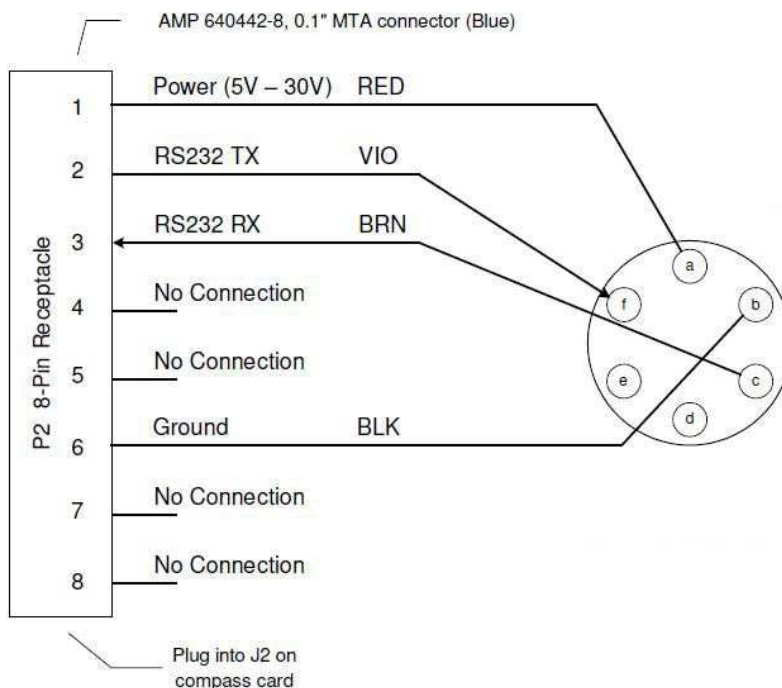 AMP 640442-8, 0.1" MTA connector (Blue)
P2 8-Pin Receptacle
1 Power (5V – 30V) RED
2 RS232 TX VIO
3 RS232 RX BRN
4 No Connection
5 No Connection
6 Ground BLK
7 No Connection
8 No Connection
a
b
c
d
e
f
Plug into J2 on
compass card